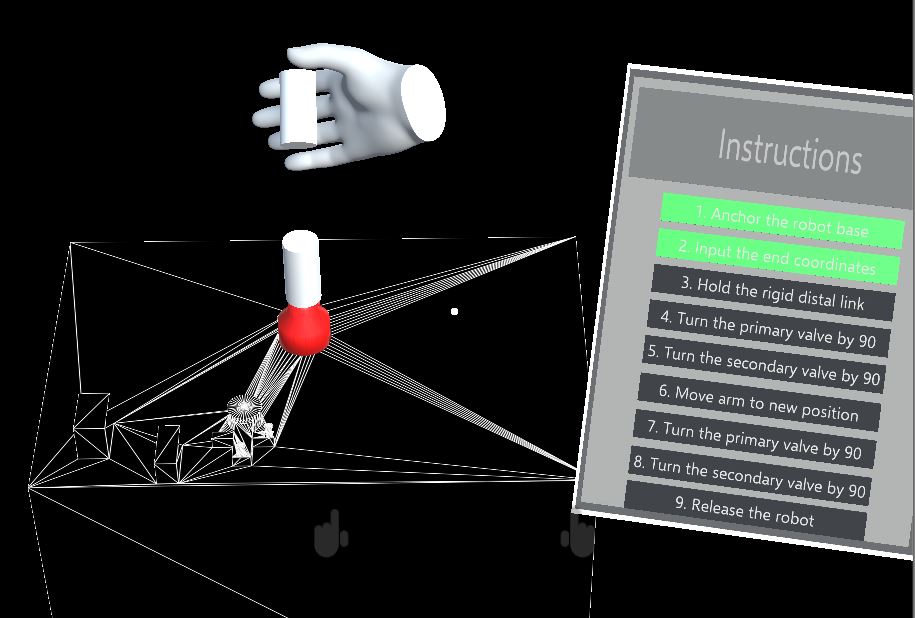 Instructions
1. Anchor the robot base
2. Input the end coordinates
3. Hold the rigid distal link
4. Turn the primary valve by 90
5. Turn the secondary valve by 90
6. Move arm to new position
7. Turn the primary valve by 90
8. Turn the secondary valve by 90
9. Release the robot